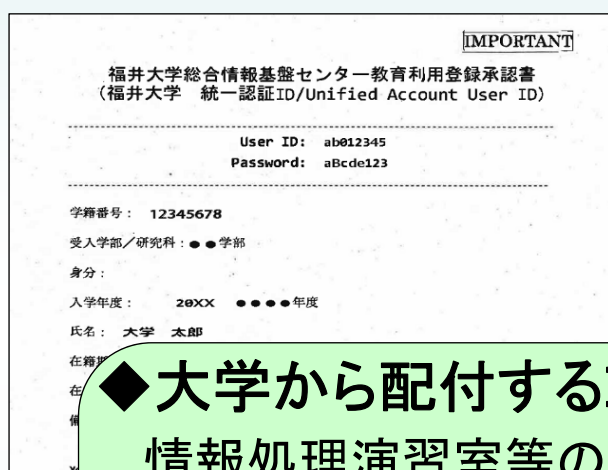 IMPORTANT
福井大学総合情報基盤センター教育利用登録承認書
（福井大学　統一認証ID/Unified Account User ID）
User ID: ab012345
Password: aBcde123
学籍番号： 12345678
受入学部／研究科：●●学部
身分：
入学年度： 20XX ●●●●年度
氏名： 大学 太郎
在籍
在
◆大学から配付する
情報処理演習室等の